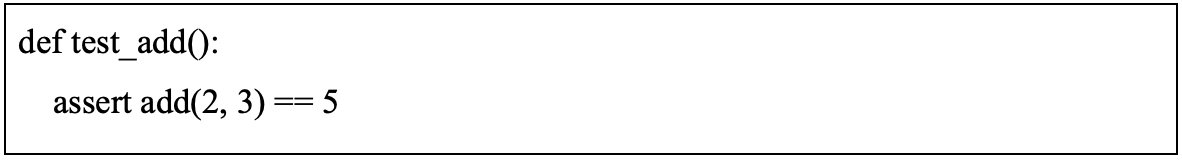 def test_add():
    assert add(2, 3) == 5